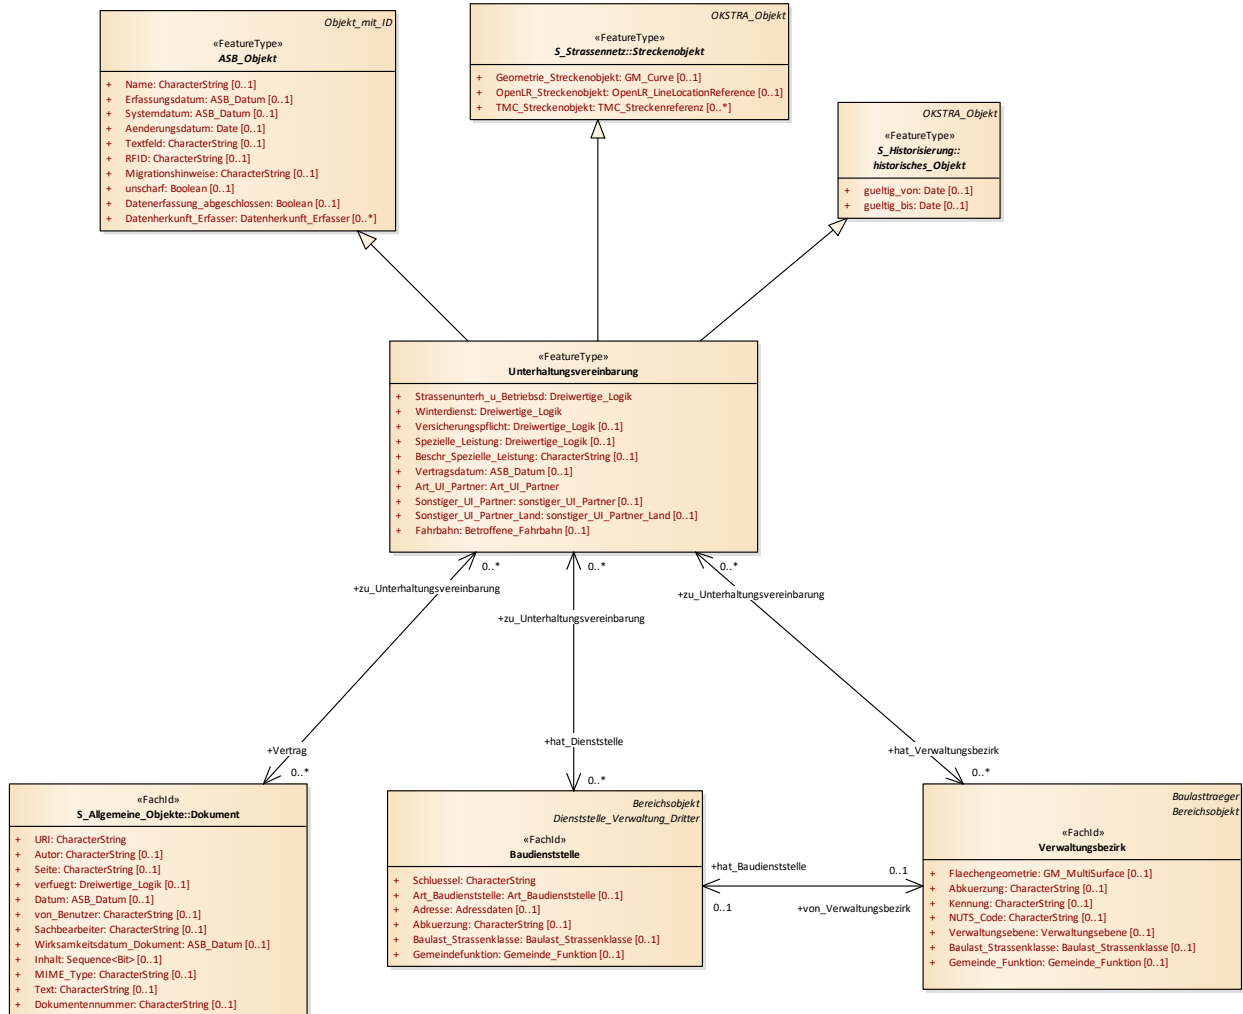 Objekt_mit_ID
«FeatureType»
ASB_Objekt
+ Name: CharacterString [0..1]
+ Erfassungsdatum: ASB_Datum [0..1]
+ Systemdatum: ASB_Datum [0..1]
+ Aenderungsdatum: Date [0..1]
+ Textfeld: CharacterString [0..1]
+ RFID: CharacterString [0..1]
+ Migrationshinweise: CharacterString [0..1]
+ unscharf: Boolean [0..1]
+ Datenerfassung_abgeschlossen: Boolean [0..1]
+ Datenherkunft_Erfasser: Datenherkunft_Erfasser [0..*]
OKSTRA_Objekt
«FeatureType»
S_Strassennetz::Streckenobjekt
+ Geometrie_Streckenobjekt: GM_Curve [0..1]
+ OpenLR_Streckenobjekt: OpenLR_LineLocationReference [0..1]
+ TMC_Streckenobjekt: TMC_Streckenreferenz [0..*]
OKSTRA_Objekt
«FeatureType»
S_Historisierung::
historisches_Objekt
+ gueltig_von: Date [0..1]
+ gueltig_bis: Date [0..1]
«FeatureType»
Unterhaltungsvereinbarung
+ Strassenunterh_u_Betriebsd: Dreiwertige_Logik
+ Winterdienst: Dreiwertige_Logik
+ Versicherungspflicht: Dreiwertige_Logik [0..1]
+ Spezielle_Leistung: Dreiwertige_Logik [0..1]
+ Beschr_Spezielle_Leistung: CharacterString [0..1]
+ Vertragsdatum: ASB_Datum [0..1]
+ Art_UI_Partner: Art_UI_Partner
+ Sonstiger_UI_Partner: sonstiger_UI_Partner [0..1]
+ Sonstiger_UI_Partner_Land: sonstiger_UI_Partner_Land [0..1]
+ Fahrbahn: Betroffene_Fahrbahn [0..1]
0..*
0..*
0..*
+zu_Unterhaltungsvereinbarung
+zu_Unterhaltungsvereinbarung
+zu_Unterhaltungsvereinbarung
+Vertrag
0..*
+hat_Dienststelle
0..*
+hat_Verwaltungsbezirk
0..*
«FachId»
S_Allgemeine_Objekte::Dokument
+ URI: CharacterString
+ Autor: CharacterString [0..1]
+ Seite: CharacterString [0..1]
+ verfuegt: Dreiwertige_Logik [0..1]
+ Datum: ASB_Datum [0..1]
+ von_Benutzer: CharacterString [0..1]
+ Sachbearbeiter: CharacterString [0..1]
+ Wirksamkeitsdatum_Dokument: ASB_Datum [0..1]
+ Inhalt: Sequence<Bit> [0..1]
+ MIME_Type: CharacterString [0..1]
+ Text: CharacterString [0..1]
+ Dokumentennummer: CharacterString [0..1]
Bereichsobjekt
Dienststelle_Verwaltung_Dritter
«FachId»
Baudienststelle
+ Schluessel: CharacterString
+ Art_Baudienststelle: Art_Baudienststelle [0..1]
+ Adresse: Adressdaten [0..1]
+ Abkuerzung: CharacterString [0..1]
+ Baulast_Strassenklasse: Baulast_Strassenklasse [0..1]
+ Gemeindefunktion: Gemeinde_Funktion [0..1]
+hat_Baudienststelle
0..1
0..1
+von_Verwaltungsbezirk
Baulasttraeger
Bereichsobjekt
«FachId»
Verwaltungsbezirk
+ Flaechengeometrie: GM_MultiSurface [0..1]
+ Abkuerzung: CharacterString [0..1]
+ Kennung: CharacterString [0..1]
+ NUTS_Code: CharacterString [0..1]
+ Verwaltungsebene: Verwaltungsebene [0..1]
+ Baulast_Strassenklasse: Baulast_Strassenklasse [0..1]
+ Gemeinde_Funktion: Gemeinde_Funktion [0..1]